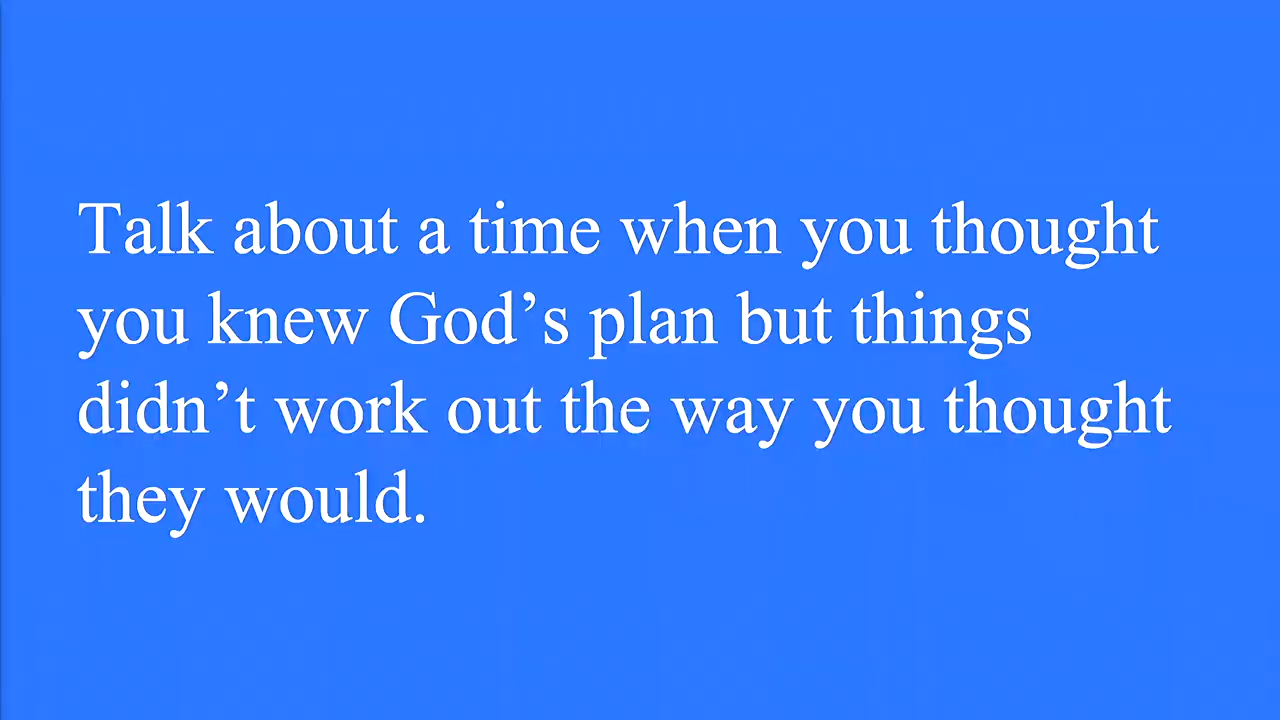 Talk about a time when you thought
you knew God’s plan but things
didn’t work out the way you thought
they would.